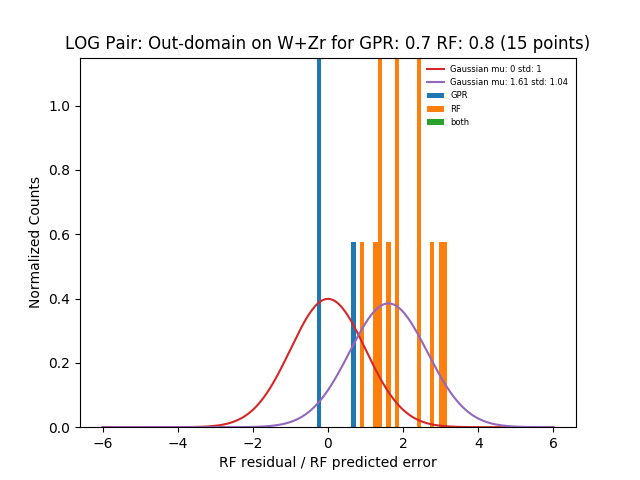 LOG Pair: Out-domain on W+Zr for GPR: 0.7 RF: 0.8 (15 points)
Gaussian mu: 0 std: 1
Gaussian mu: 1.61 std: 1.04
GPR
RF
both
Normalized Counts
1.0
0.8
0.6
0.4
0.2
0.0
−6 −4 −2 0 2 4 6
RF residual / RF predicted error